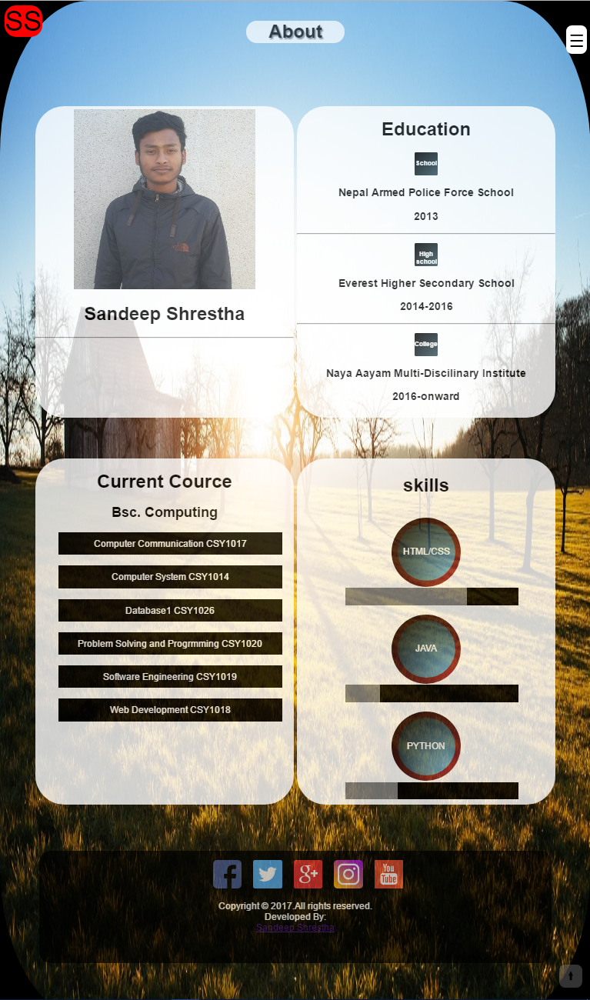 SS
About
Sandeep Shrestha
Education
School
Nepal Armed Police Force School
2013
High
school
Everest Higher Secondary School
2014-2016
College
Naya Aayam Multi-Discilinary Institute
2016-onward
Current Cource
Bsc. Computing
Computer Communication CSY1017
Computer System CSY1014
Database1 CSY1026
Problem Solving and Progrmming CSY1020
Software Engineering CSY1019
Web Development CSY1018
skills
HTML/CSS
JAVA
PYTHON
You
Tube
Copyright © 2017.All rights reserved.
Developed By:
Sandeep Shrestha